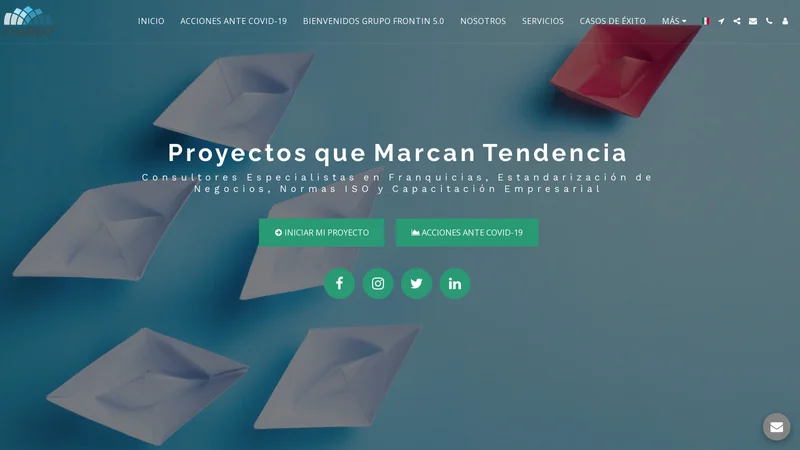 INICIO
ACCIONES ANTE COVID-19
BIENVENIDOS GRUPO FRONTIN 5.0
NOSOTROS
SERVICIOS
CASOS DE ÉXITO
MÁS
Proyectos que Marcan Tendencia
Consultores Especialistas en Franquicias, Estandarización de
Negocios, Normas ISO y Capacitación Empresarial
INICIAR MI PROYECTO
ACCIONES ANTE COVID-19